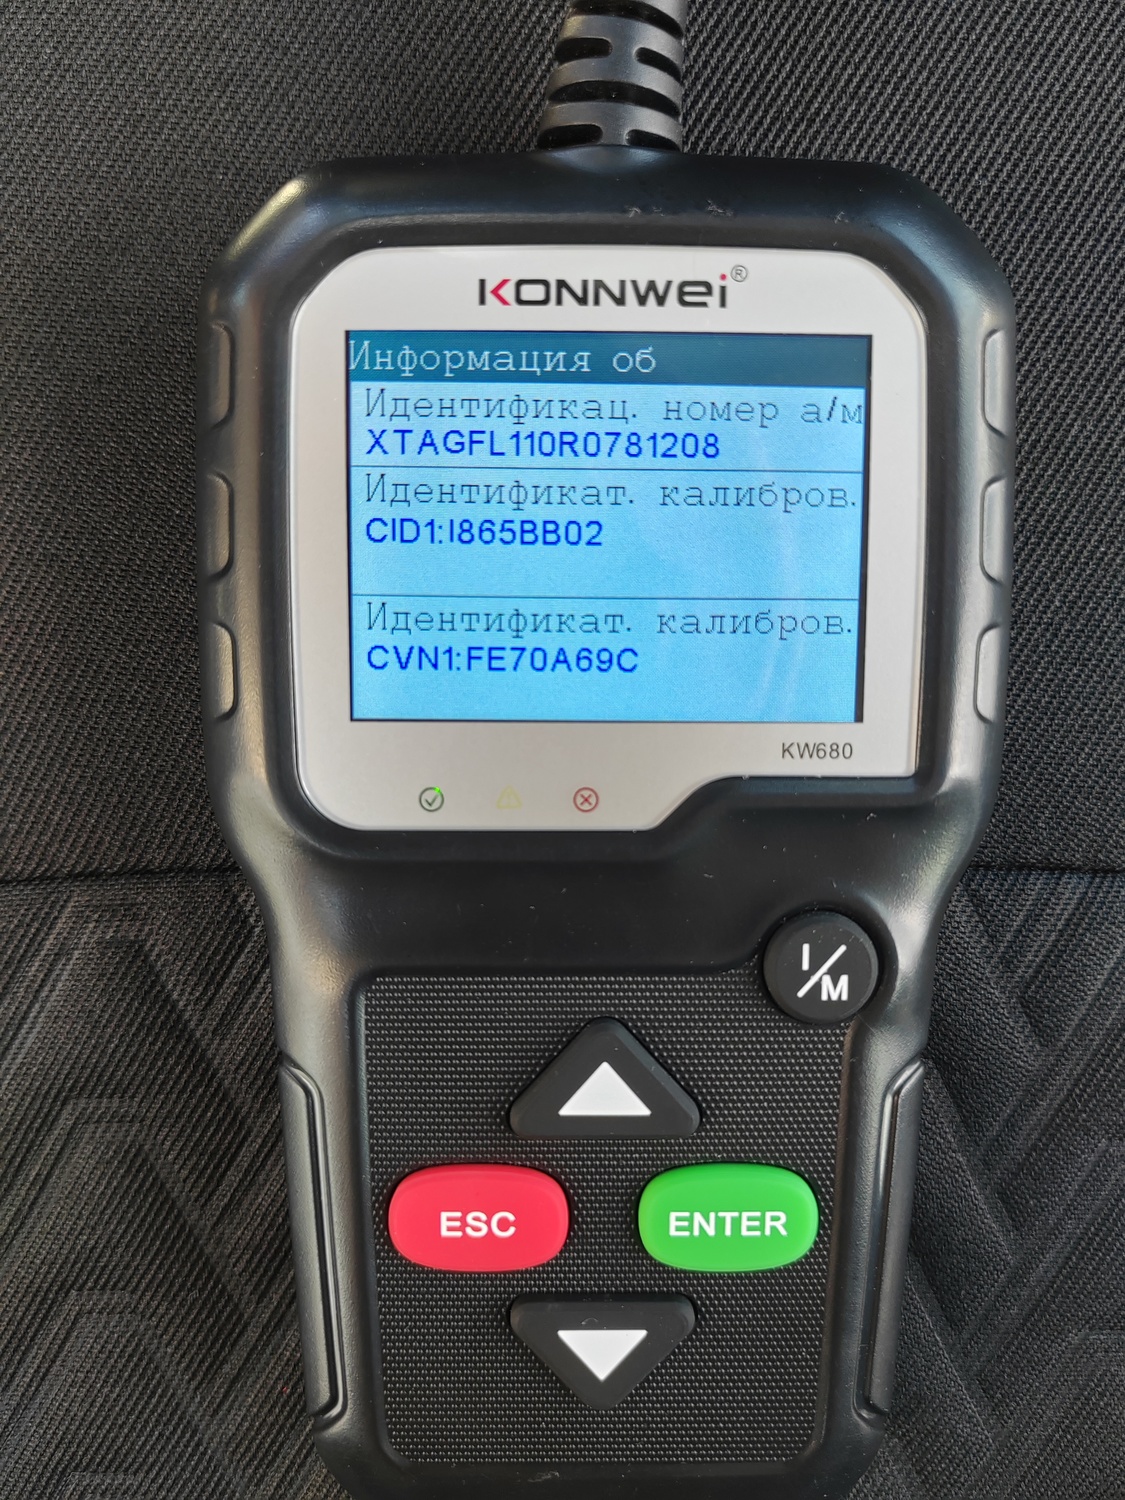 KONNWEI®
Информация об
Идентификац. номер а/м
XTAGFL110R0781208
Идентификат. калибров.
CID1:I865BB02
Идентификат. калибров.
CVN1:FE70A69C
KW680
I/M
ESC
ENTER